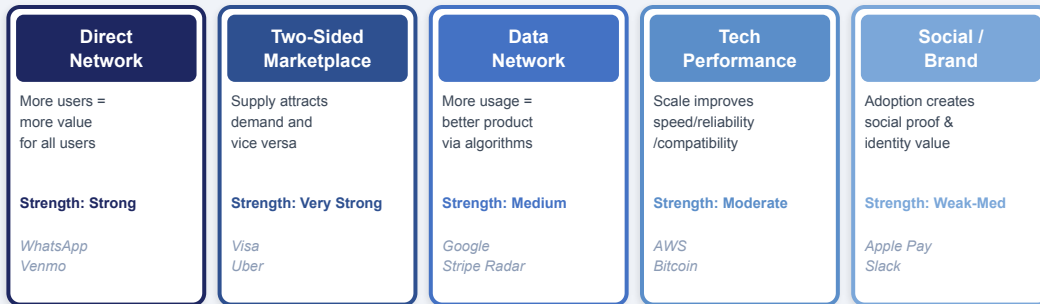 Direct
Network
More users =
more value
for all users
Strength: Strong
WhatsApp
Venmo
Two-Sided
Marketplace
Supply attracts
demand and
vice versa
Strength: Very Strong
Visa
Uber
Data
Network
More usage =
better product
via algorithms
Strength: Medium
Google
Stripe Radar
Tech
Performance
Scale improves
speed/reliability
/compatibility
Strength: Moderate
AWS
Bitcoin
Social /
Brand
Adoption creates
social proof &
identity value
Strength: Weak-Med
Apple Pay
Slack